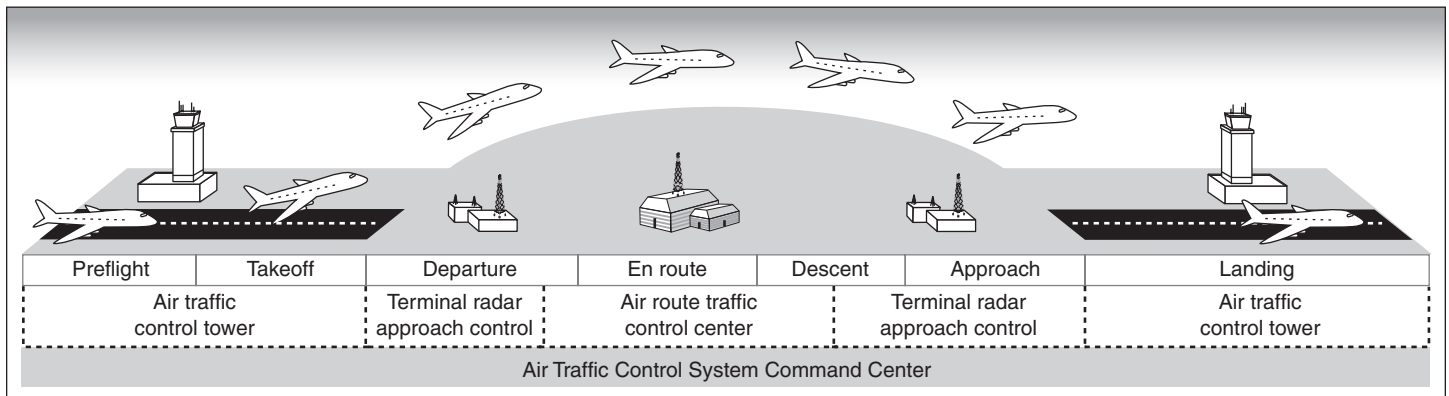 Preflight
Takeoff
Departure
En route
Descent
Approach
Landing
Air traffic
control tower
Terminal radar
approach control
Air route traffic
control center
Terminal radar
approach control
Air traffic
control tower
Air Traffic Control System Command Center